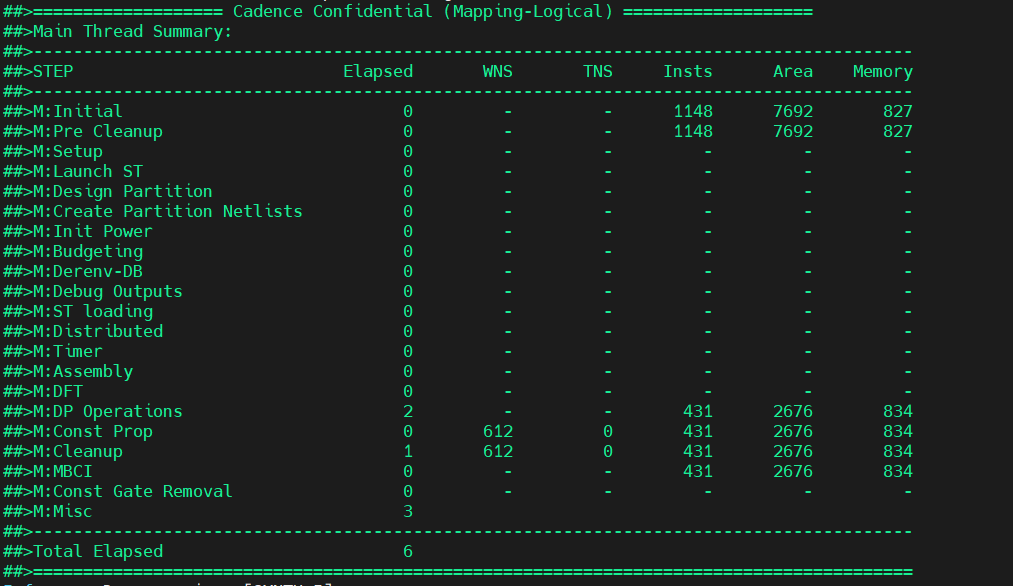 ##>=================== Cadence Confidential (Mapping-Logical) ===================
##>Main Thread Summary:
##>----------------------------------------------------------------------------------------
##>STEP                           Elapsed       WNS       TNS     Insts      Area    Memory
##>----------------------------------------------------------------------------------------
##>M:Initial                            0         -         -      1148      7692       827
##>M:Pre Cleanup                        0         -         -      1148      7692       827
##>M:Setup                              0         -         -         -         -         -
##>M:Launch ST                          0         -         -         -         -         -
##>M:Design Partition                   0         -         -         -         -         -
##>M:Create Partition Netlists          0         -         -         -         -         -
##>M:Init Power                         0         -         -         -         -         -
##>M:Budgeting                          0         -         -         -         -         -
##>M:Derenv-DB                          0         -         -         -         -         -
##>M:Debug Outputs                      0         -         -         -         -         -
##>M:ST loading                         0         -         -         -         -         -
##>M:Distributed                        0         -         -         -         -         -
##>M:Timer                              0         -         -         -         -         -
##>M:Assembly                           0         -         -         -         -         -
##>M:DFT                                0         -         -         -         -         -
##>M:DP Operations                      2         -         -       431      2676       834
##>M:Const Prop                         0       612         0       431      2676       834
##>M:Cleanup                            1       612         0       431      2676       834
##>M:MBCI                               0         -         -       431      2676       834
##>M:Const Gate Removal                 0         -         -         -         -         -
##>M:Misc                               3
##>----------------------------------------------------------------------------------------
##>Total Elapsed                        6
##>========================================================================================